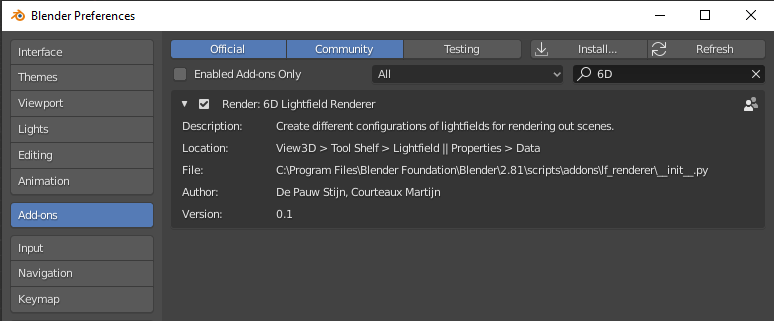 Blender Preferences
Interface
Themes
Viewport
Lights
Editing
Animation
Add-ons
Input
Navigation
Keymap
Official Community Testing Install... Refresh
Enabled Add-ons Only All 6D
Render: 6D Lightfield Renderer
Description: Create different configurations of lightfields for rendering out scenes.
Location: View3D > Tool Shelf > Lightfield || Properties > Data
File: C:\Program Files\Blender Foundation\Blender\2.81\scripts\addons\lf_renderer\__init__.py
Author: De Pauw Stijn, Courteaux Martijn
Version: 0.1